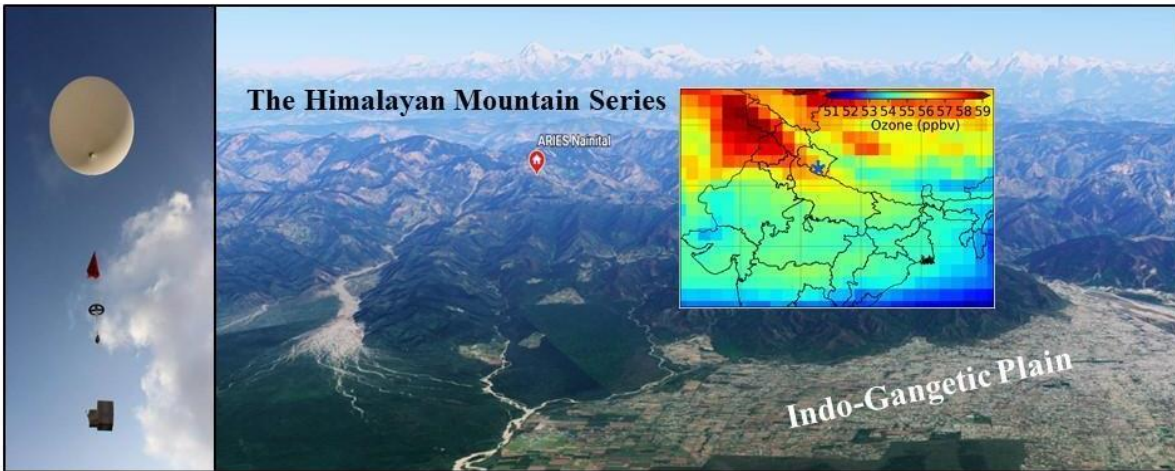 The Himalayan Mountain Series
ARIES Nainital
51 52 53 54 55 56 57 58 59
Ozone (ppbv)
Indo-Gangetic Plain